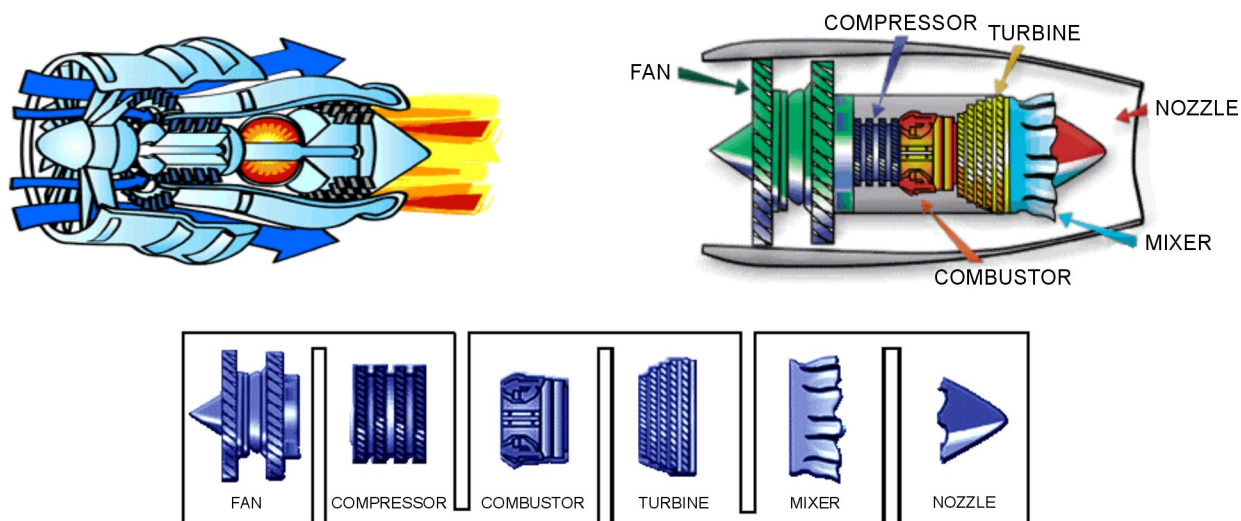 COMPRESSOR
TURBINE
FAN
NOZZLE
MIXER
COMBUSTOR
FAN
COMPRESSOR
COMBUSTOR
TURBINE
MIXER
NOZZLE